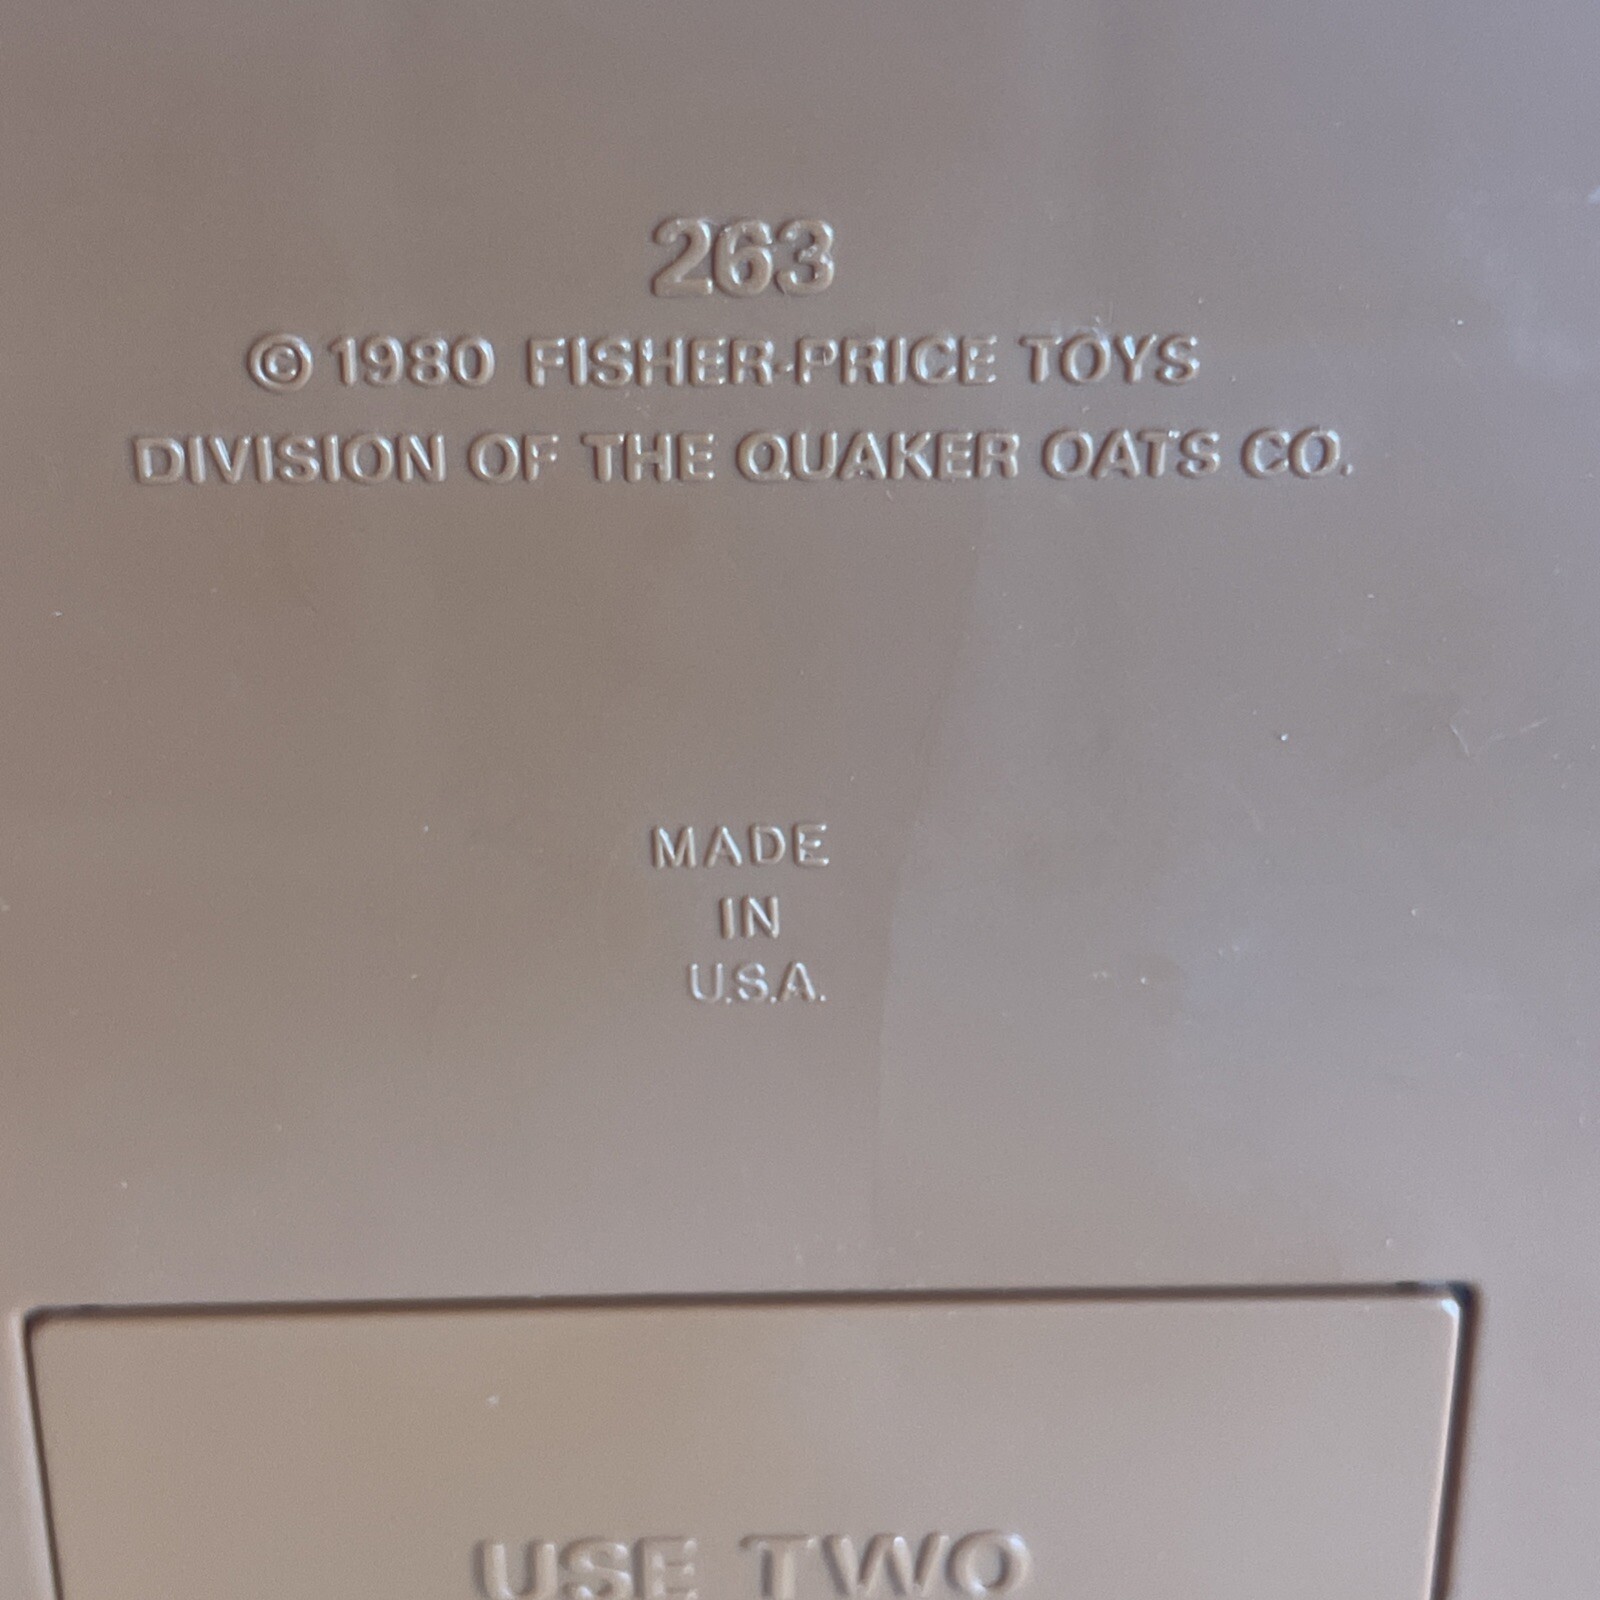 263
© 1980 FISHER-PRICE TOYS
DIVISION OF THE QUAKER OATS CO.
MADE
IN
U.S.A.
USE TWO